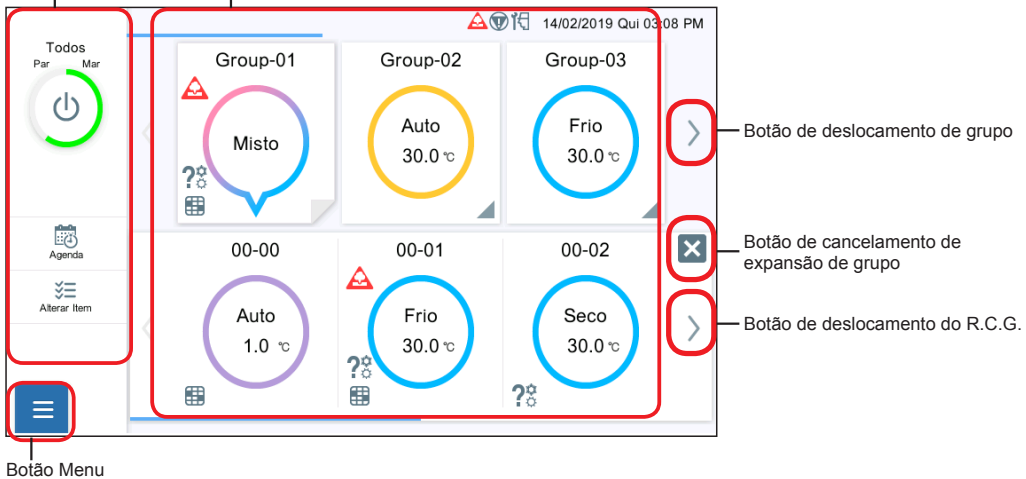 14/02/2019 Qui 03:08 PM
Todos
Par Mar
Agenda
Alterar Item
Group-01 Group-02 Group-03
Misto
Auto
30.0 ℃
Frio
30.0 ℃
00-00 00-01 00-02
Auto
1.0 ℃
Frio
30.0 ℃
Seco
30.0 ℃
Botão de deslocamento de grupo
Botão de cancelamento de
expansão de grupo
Botão de deslocamento do R.C.G.
Botão Menu